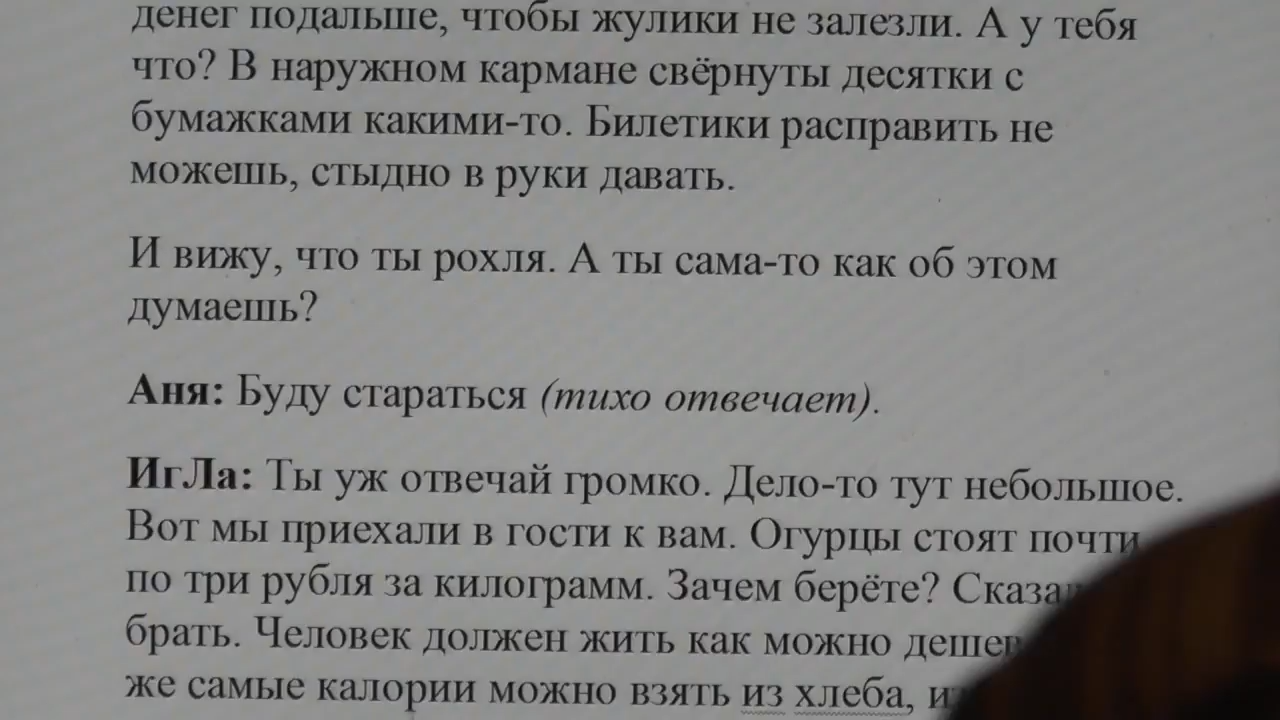 денег подальше, чтобы жулики не залезли. А у тебя
что? В наружном кармане свёрнуты десятки с
бумажками какими-то. Билетики расправить не
можешь, стыдно в руки давать.
И вижу, что ты рохля. А ты сама-то как об этом
думаешь?
Аня: Буду стараться (тихо отвечает).
ИгЛа: Ты уж отвечай громко. Дело-то тут небольшое.
Вот мы приехали в гости к вам. Огурцы стоят почти
по три рубля за килограмм. Зачем берёте?
брать. Человек должен жить как можно
же самые калории можно взять из хлеба,